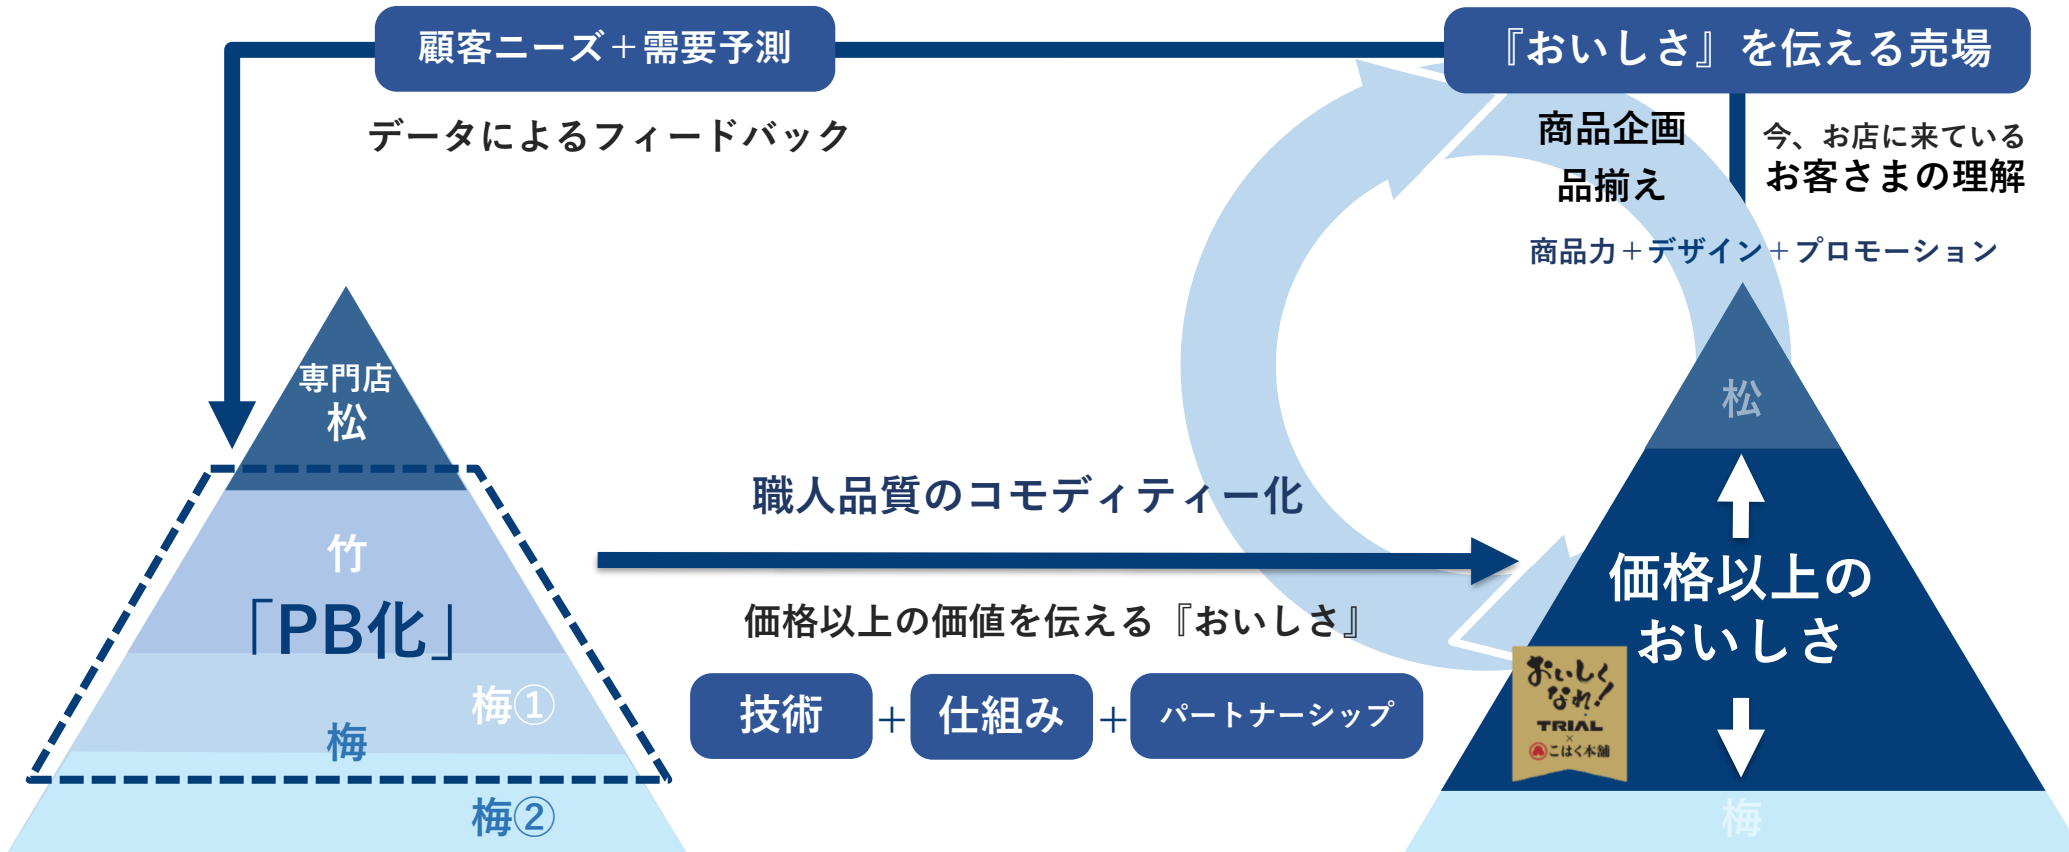 顧客ニーズ＋需要予測
『おいしさ』を伝える売場
データによるフィードバック
商品企画
品揃え
今、お店に来ている
お客さまの理解
商品力＋デザイン＋プロモーション
専門店
松
竹
「PB化」
梅①
梅
梅②
職人品質のコモディティー化
価格以上の価値を伝える『おいしさ』
技術
+
仕組み
+
パートナーシップ
松
価格以上の
おいしさ
おいしく
なれ！
TRIAL
×
こはく本舗
梅